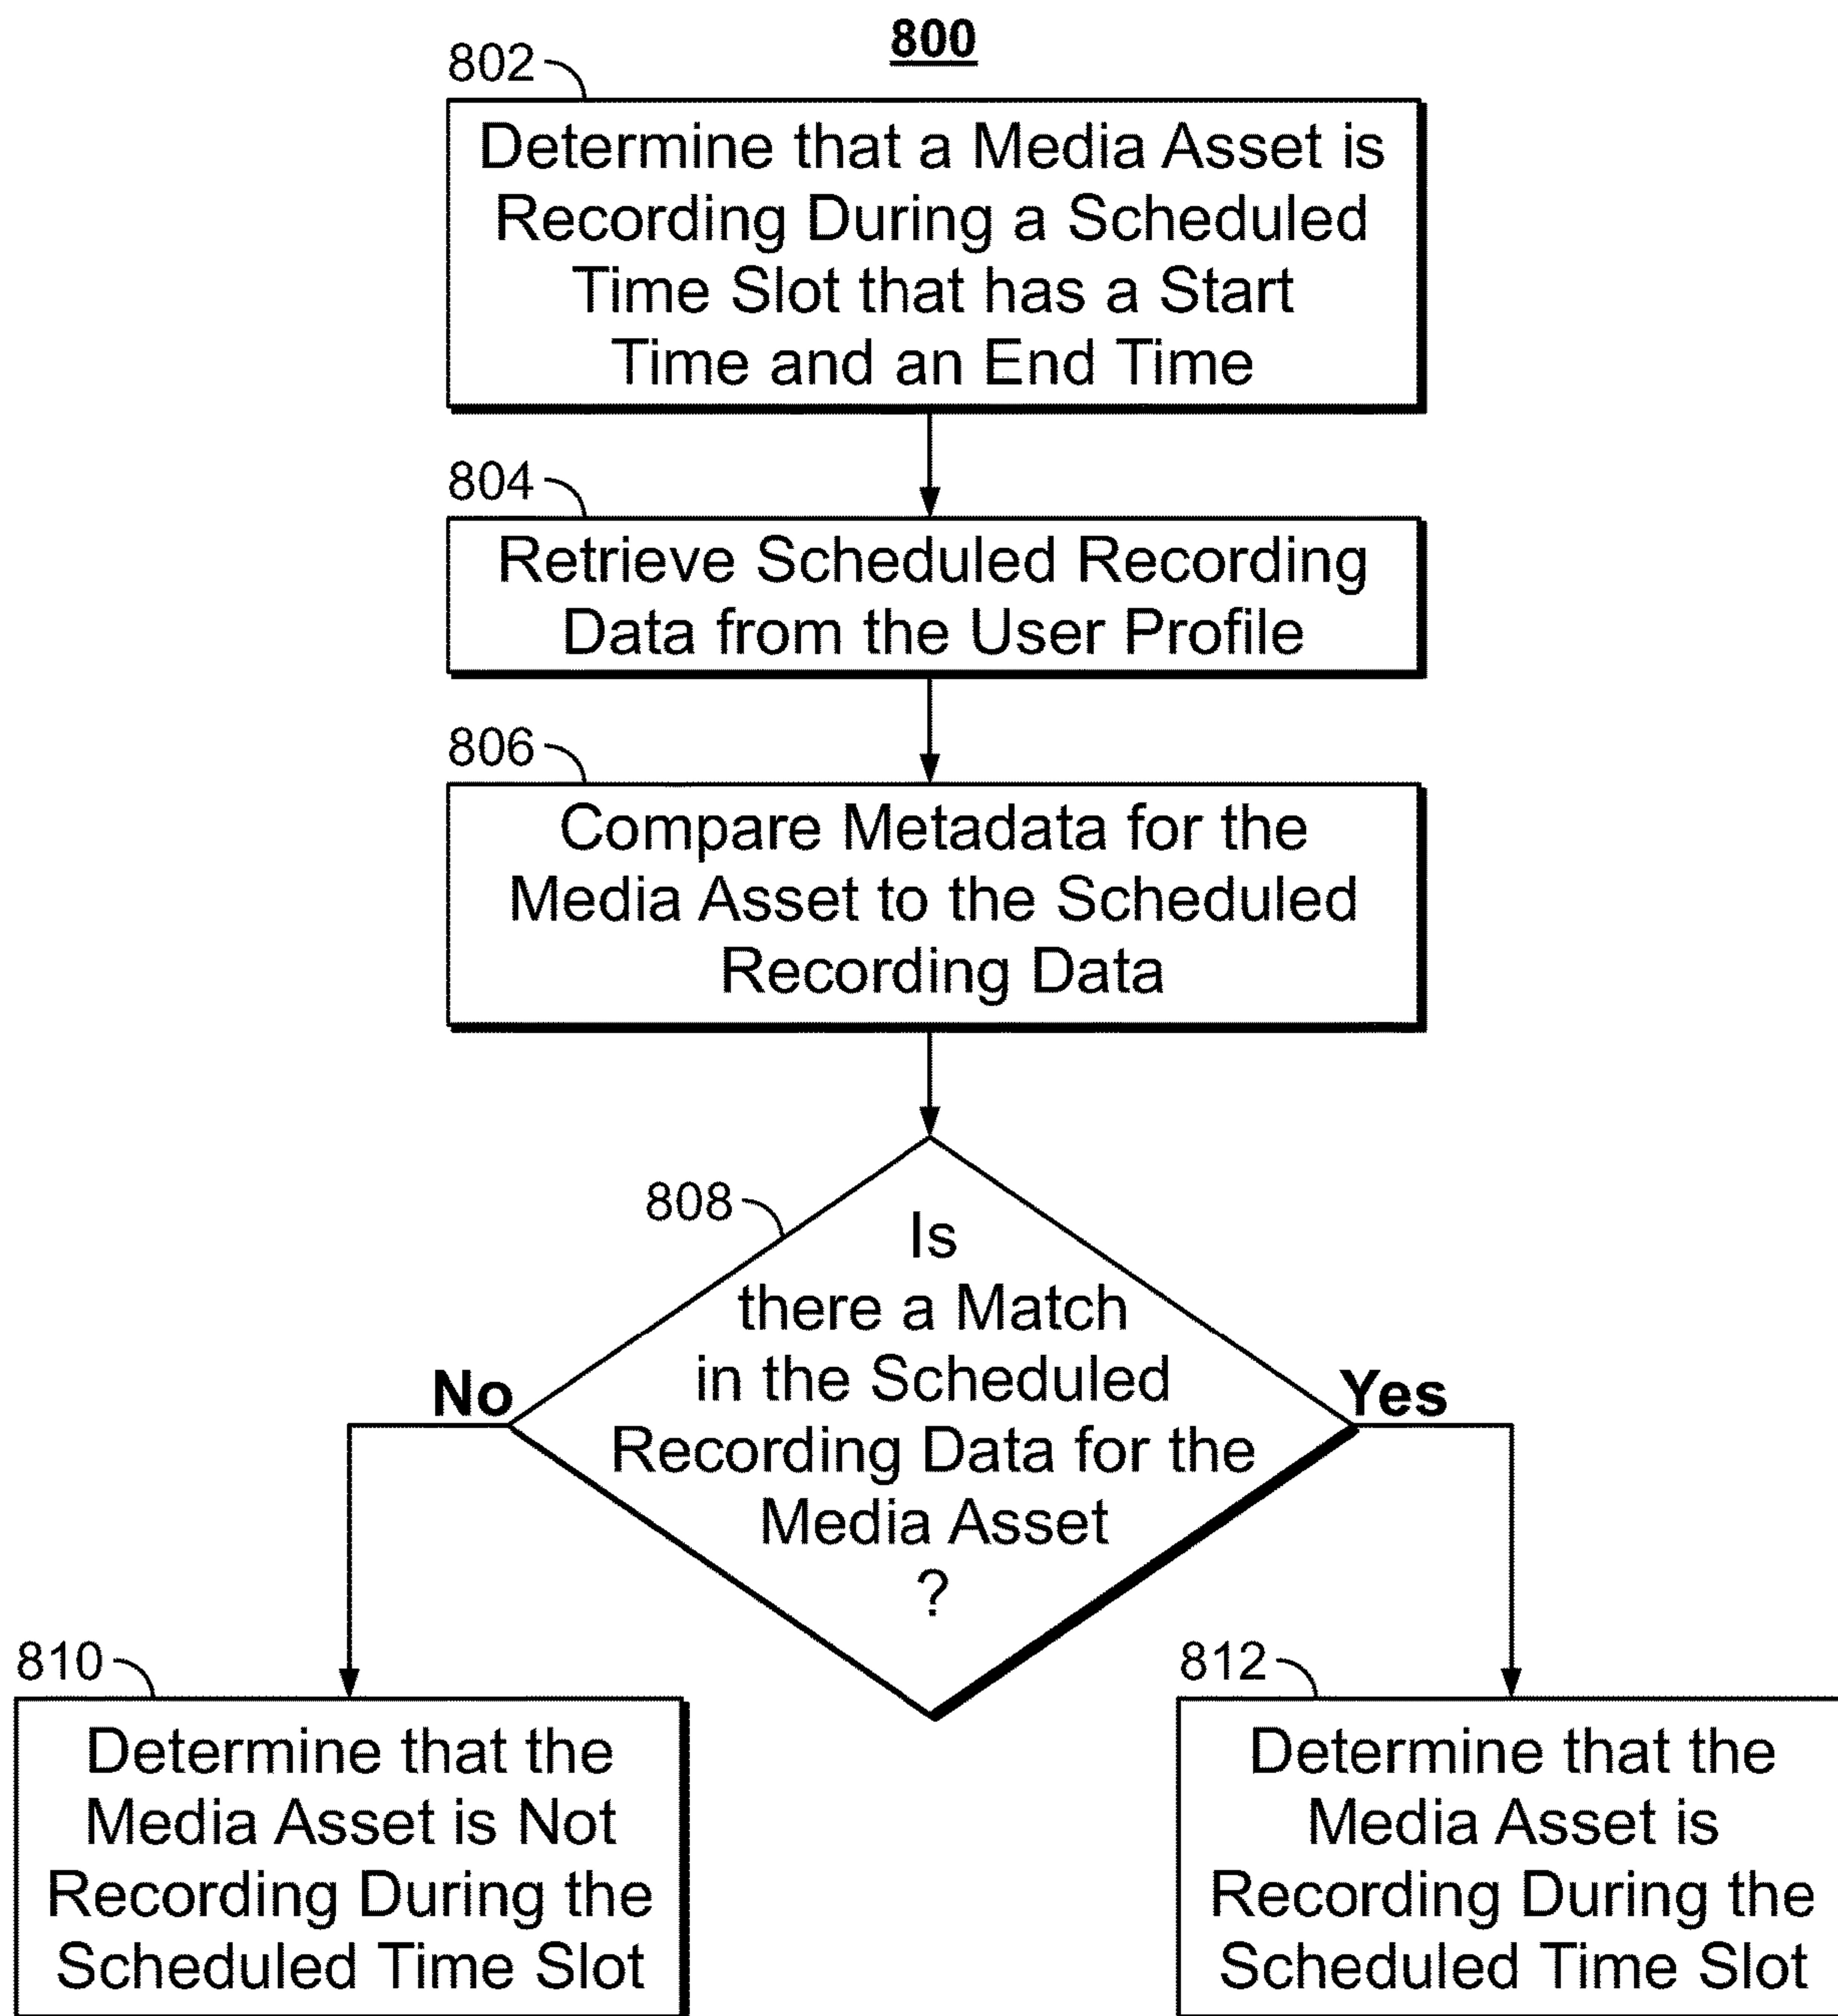 800
802
Determine that a Media Asset is
Recording During a Scheduled
Time Slot that has a Start
Time and an End Time
804
Retrieve Scheduled Recording
Data from the User Profile
806
Compare Metadata for the
Media Asset to the Scheduled
Recording Data
808
Is
there a Match
in the Scheduled
Recording Data for the
Media Asset
?
No
Yes
810
Determine that the
Media Asset is Not
Recording During the
Scheduled Time Slot
812
Determine that the
Media Asset is
Recording During the
Scheduled Time Slot